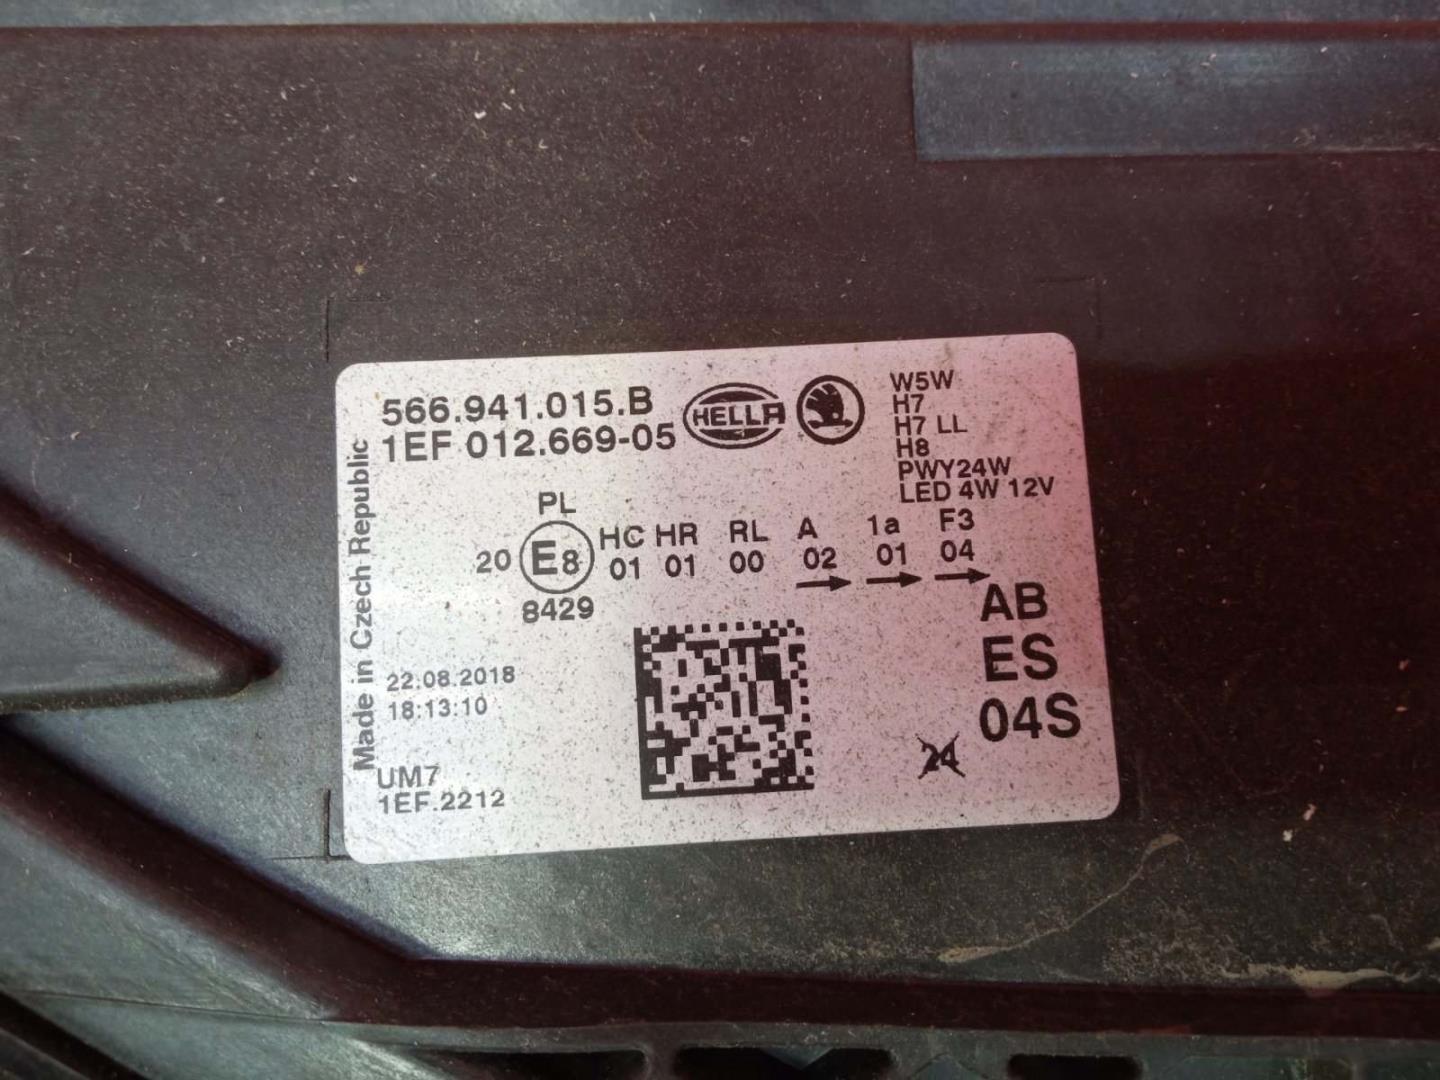 566.941.015.B
1EF 012.669-05
HELLA
W5W
H7
H7 LL
H8
PWY24W
LED 4W 12V
Made in Czech Republic
PL
20 E8 HC HR RL A 1a F3
01 01 00 02 01 04
8429
AB
ES
04S
24
22.08.2018
18:13:10
UM7
1EF.2212